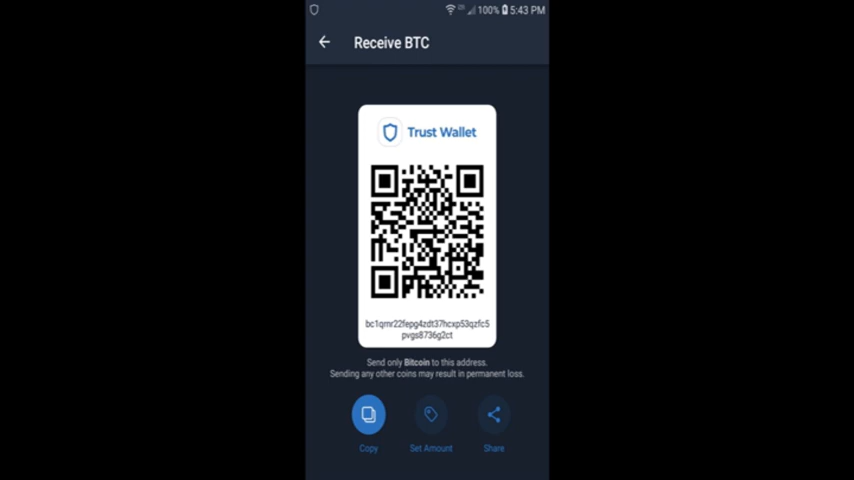 100% 5:43 PM
Receive BTC
Trust Wallet
bc1qrnr22fepg4zdt37hcxp53qzfc5
pvgs8736g2ct
Send only Bitcoin to this address.
Sending any other coins may result in permanent loss.
Copy Set Amount Share